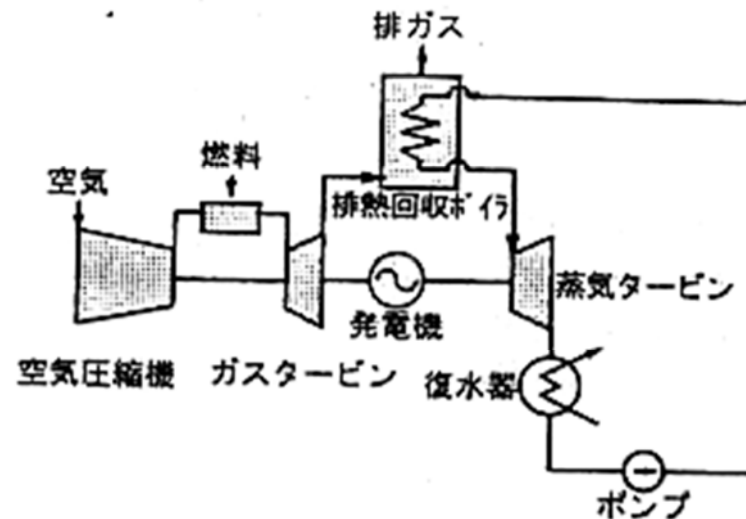 排ガス
燃料
空気
排熱回収ボイラ
蒸気タービン
発電機
空気圧縮機
ガスタービン
復水器
ポンプ